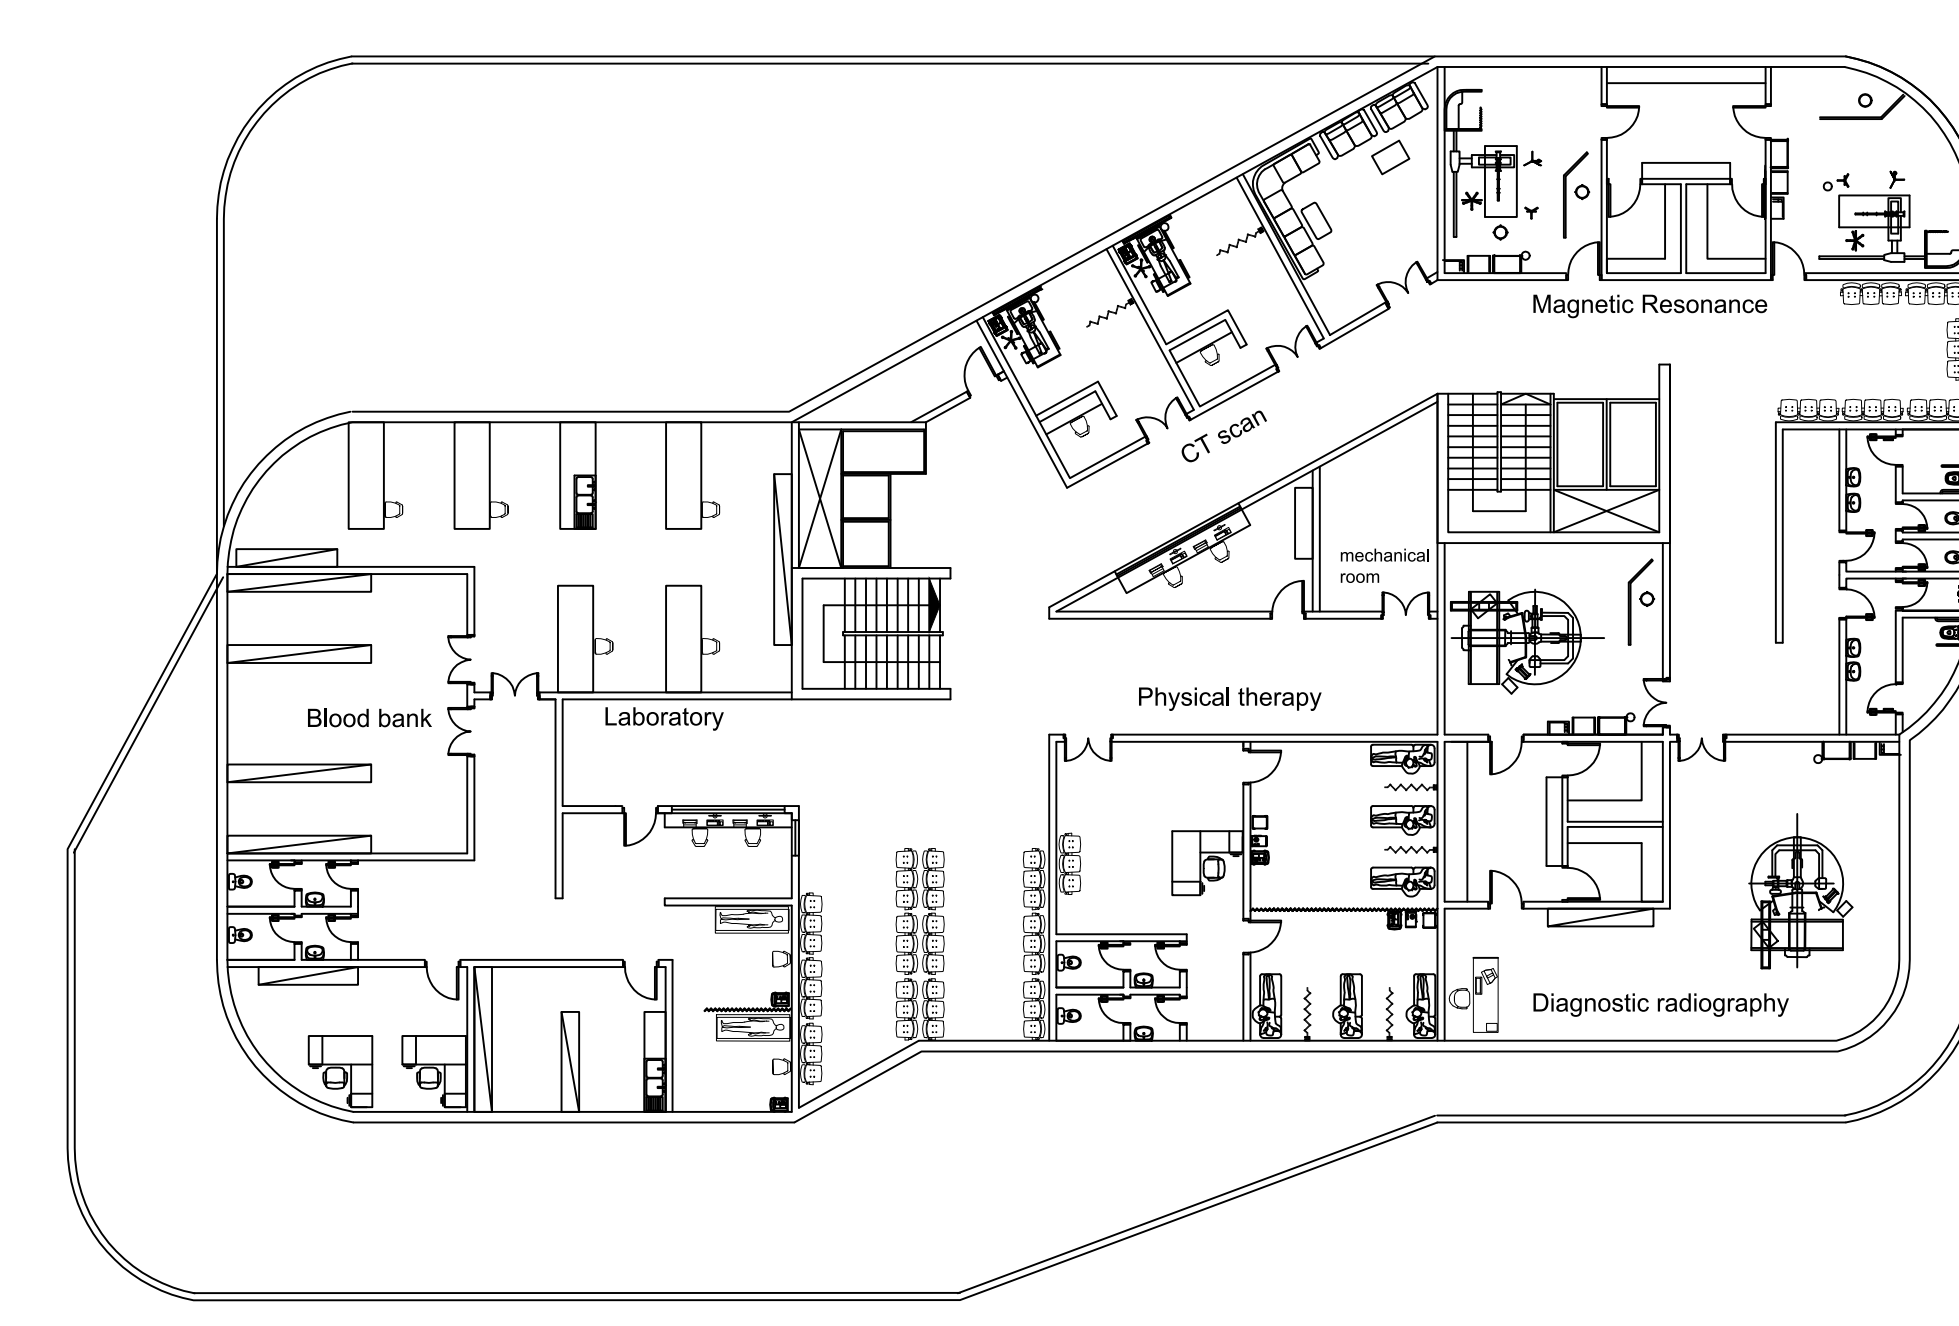 Magnetic Resonance
CT scan
mechanical
room
Physical therapy
Blood bank
Laboratory
Diagnostic radiography